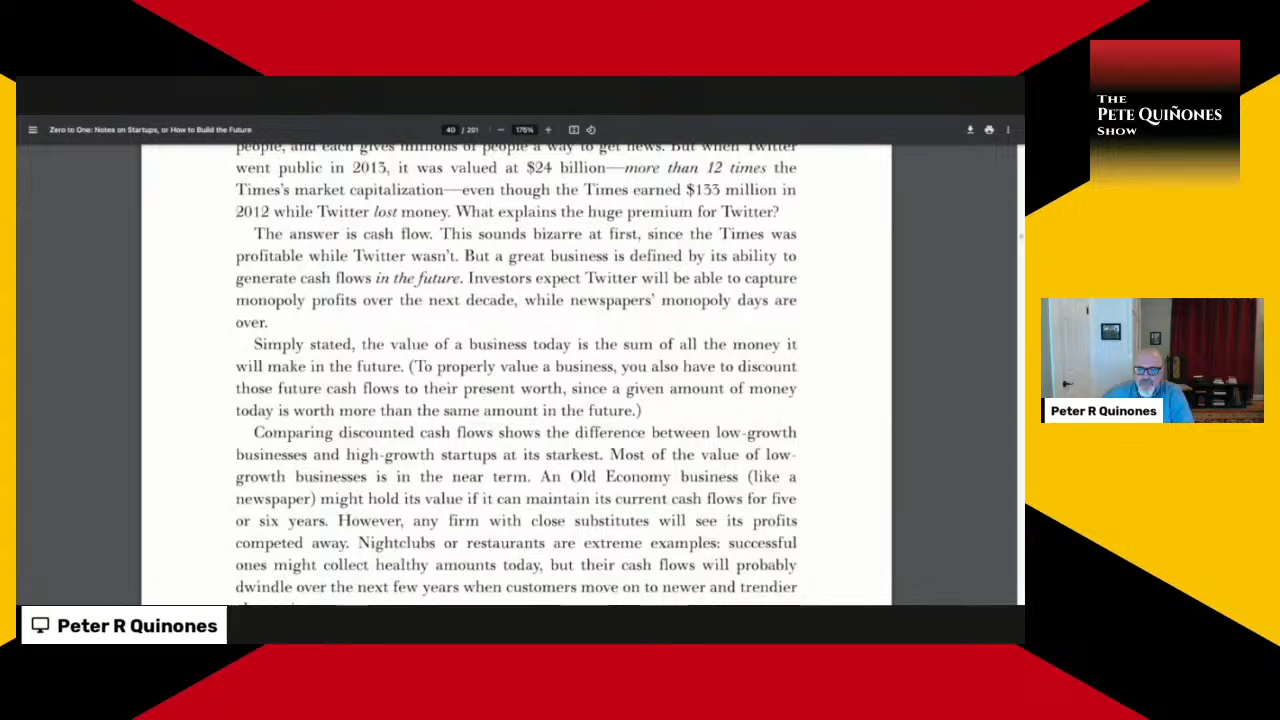 THE
PETE QUIÑONES
SHOW
Zero to One: Notes on Startups, or How to Build the Future
40 / 201
175%
people, and each gives millions of people a way to get news. But when Twitter
went public in 2013, it was valued at $24 billion—more than 12 times the
Times's market capitalization—even though the Times earned $133 million in
2012 while Twitter lost money. What explains the huge premium for Twitter?
The answer is cash flow. This sounds bizarre at first, since the Times was
profitable while Twitter wasn't. But a great business is defined by its ability to
generate cash flows in the future. Investors expect Twitter will be able to capture
monopoly profits over the next decade, while newspapers' monopoly days are
over.
Simply stated, the value of a business today is the sum of all the money it
will make in the future. (To properly value a business, you also have to discount
those future cash flows to their present worth, since a given amount of money
today is worth more than the same amount in the future.)
Comparing discounted cash flows shows the difference between low-growth
businesses and high-growth startups at its starkest. Most of the value of low-
growth businesses is in the near term. An Old Economy business (like a
newspaper) might hold its value if it can maintain its current cash flows for five
or six years. However, any firm with close substitutes will see its profits
competed away. Nightclubs or restaurants are extreme examples: successful
ones might collect healthy amounts today, but their cash flows will probably
dwindle over the next few years when customers move on to newer and trendier
Peter R Quinones
Peter R Quinones